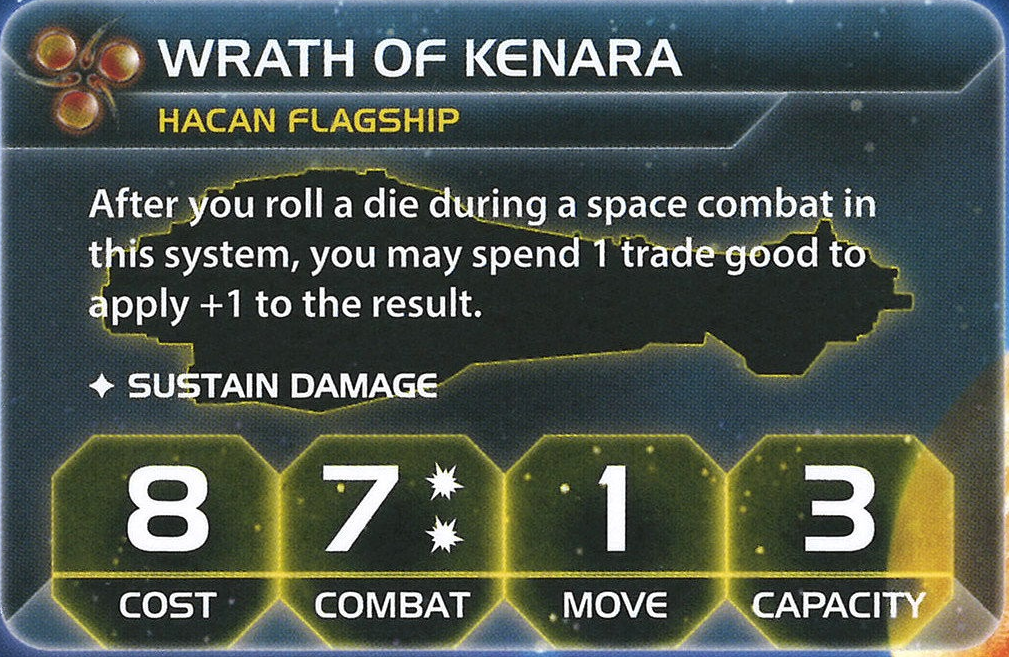 WRATH OF KENARA
HACAN FLAGSHIP
After you roll a die during a space combat in
this system, you may spend 1 trade good to
apply +1 to the result.
✦ SUSTAIN DAMAGE
8 7 1 3
COST COMBAT MOVE CAPACITY